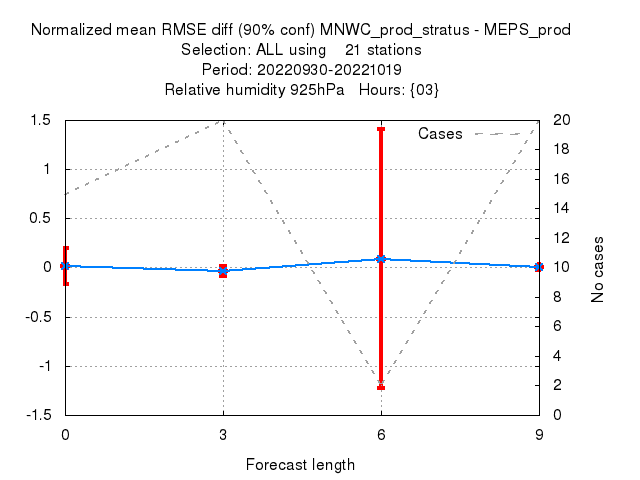 Normalized mean RMSE diff (90% conf) MNWC_prod_stratus - MEPS_prod
Selection: ALL using 21 stations
Period: 20220930-20221019
Relative humidity 925hPa Hours: {03}
1.5
1
0.5
0
-0.5
-1
-1.5
Cases
20
18
16
14
12
10
8
6
4
2
0
No cases
0 3 6 9
Forecast length